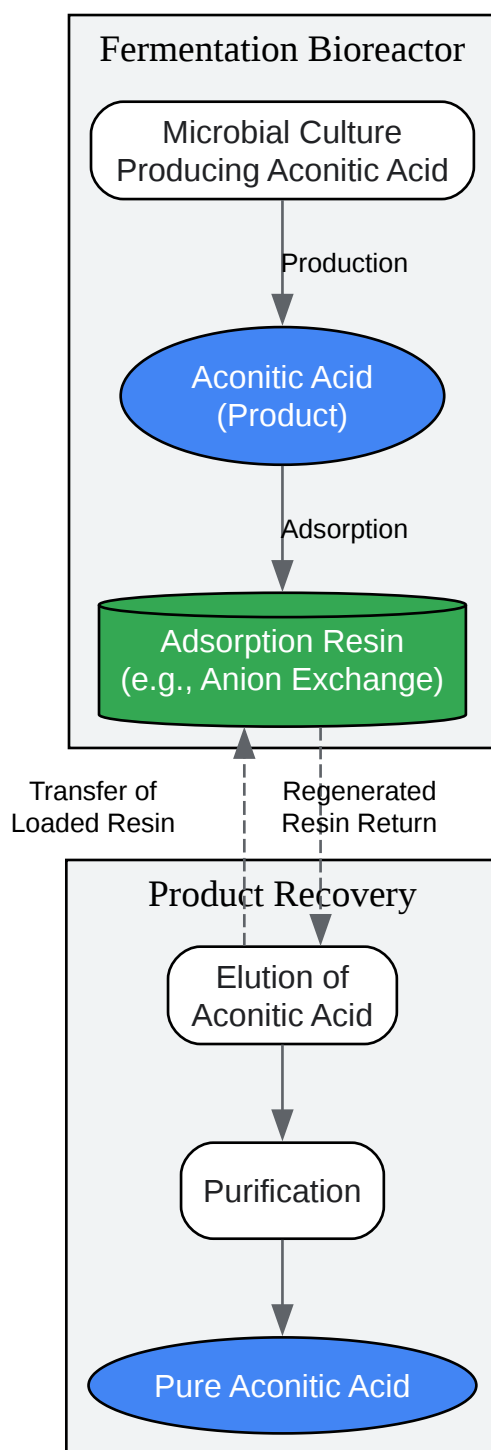 Fermentation Bioreactor
Microbial Culture
Producing Aconitic Acid
Production
Aconitic Acid
(Product)
Adsorption
Adsorption Resin
(e.g., Anion Exchange)
Transfer of
Loaded Resin
Regenerated
Resin Return
Product Recovery
Elution of
Aconitic Acid
Purification
Pure Aconitic Acid